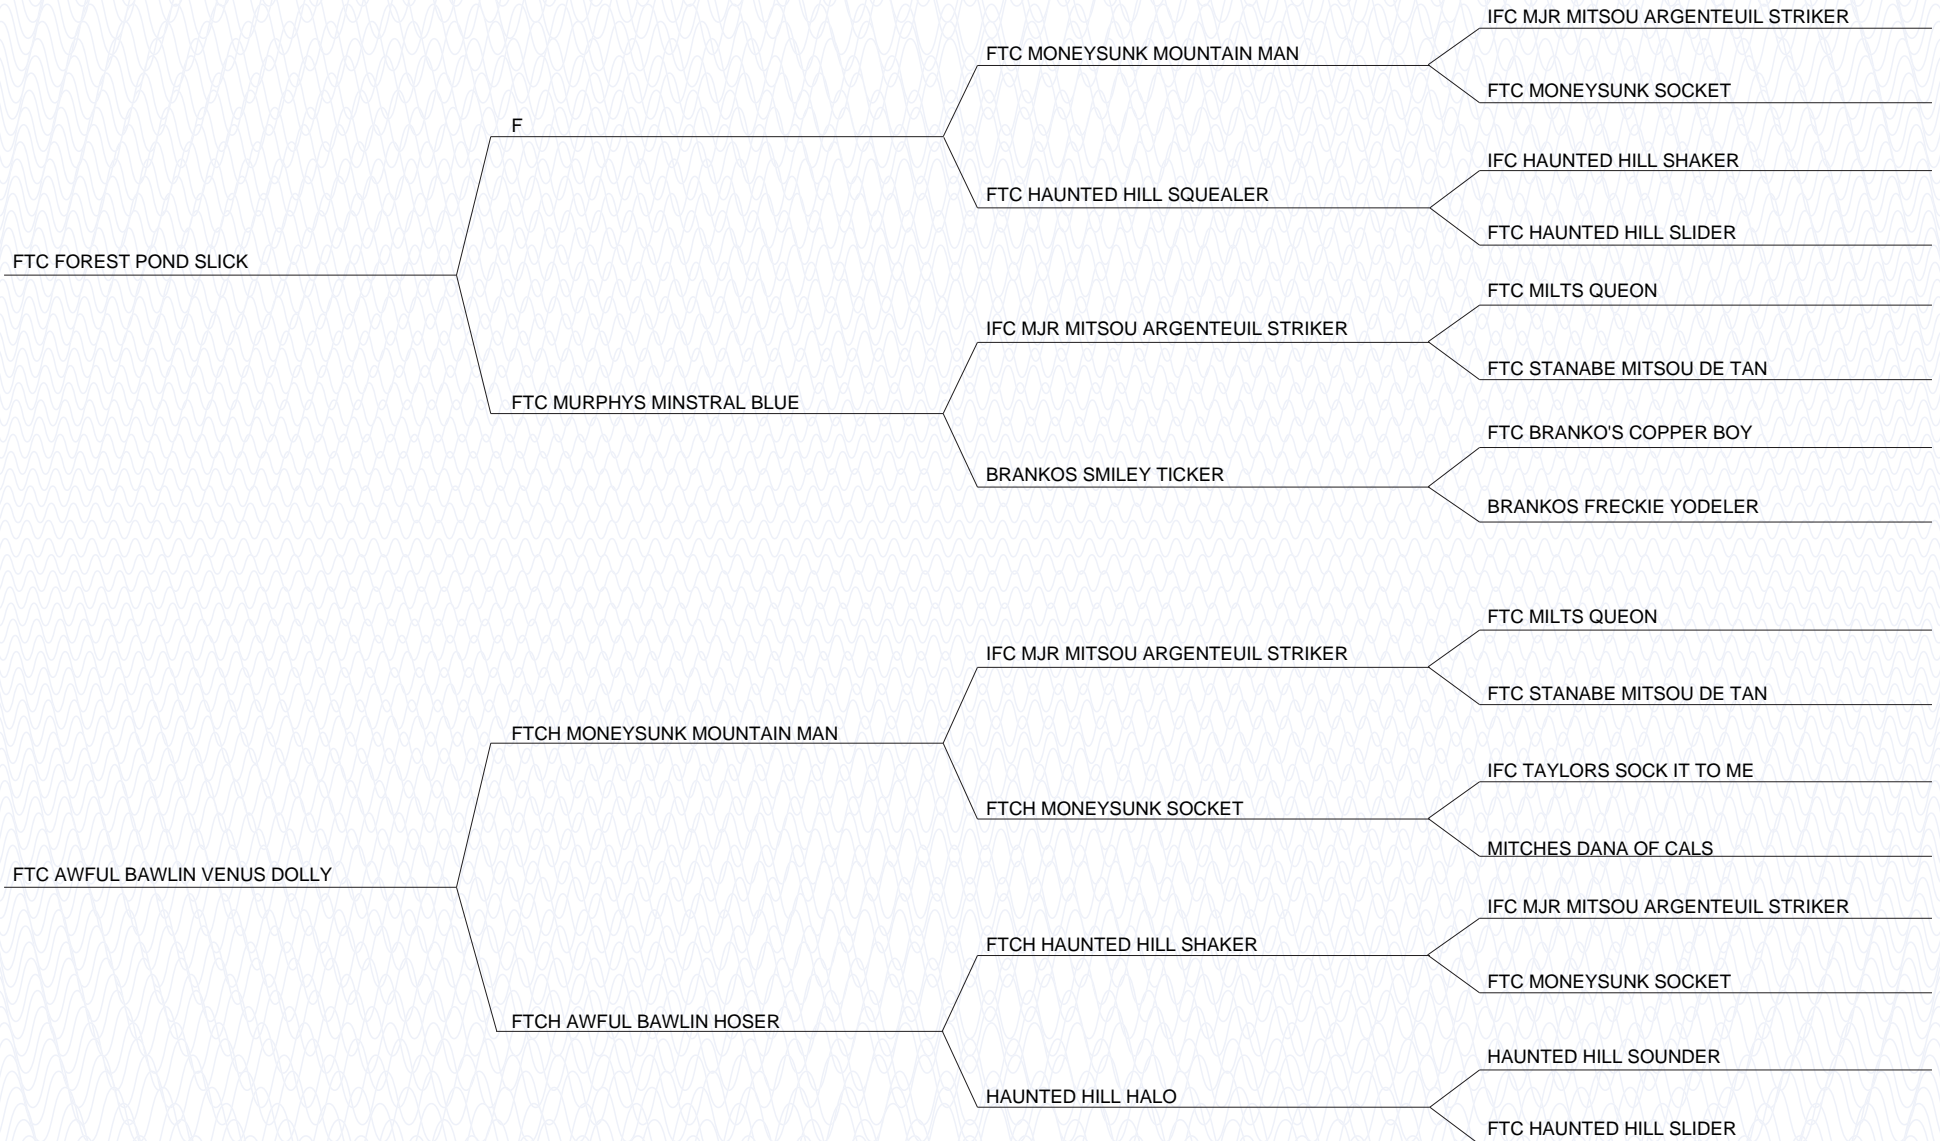 IFC MJR MITSOU ARGENTEUIL STRIKER
FTC MONEYSUNK MOUNTAIN MAN
FTC MONEYSUNK SOCKET
F
IFC HAUNTED HILL SHAKER
FTC HAUNTED HILL SQUEALER
FTC HAUNTED HILL SLIDER
FTC FOREST POND SLICK
FTC MILTS QUEON
IFC MJR MITSOU ARGENTEUIL STRIKER
FTC STANABE MITSOU DE TAN
FTC MURPHYS MINSTRAL BLUE
FTC BRANKO'S COPPER BOY
BRANKOS SMILEY TICKER
BRANKOS FRECKIE YODELER
FTC MILTS QUEON
IFC MJR MITSOU ARGENTEUIL STRIKER
FTC STANABE MITSOU DE TAN
FTCH MONEYSUNK MOUNTAIN MAN
IFC TAYLORS SOCK IT TO ME
FTCH MONEYSUNK SOCKET
MITCHES DANA OF CALS
FTC AWFUL BAWLIN VENUS DOLLY
IFC MJR MITSOU ARGENTEUIL STRIKER
FTCH HAUNTED HILL SHAKER
FTC MONEYSUNK SOCKET
FTCH AWFUL BAWLIN HOSER
HAUNTED HILL SOUNDER
HAUNTED HILL HALO
FTC HAUNTED HILL SLIDER